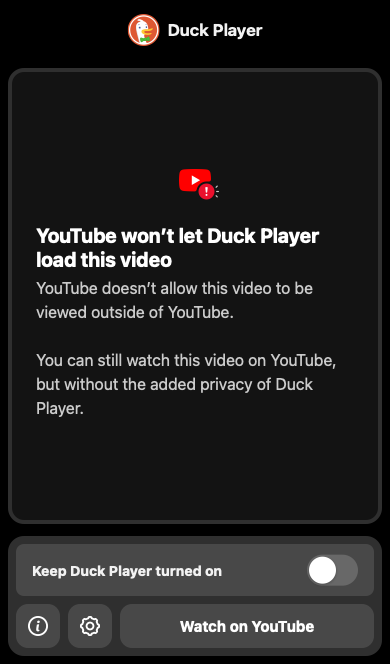 Duck Player
YouTube won’t let Duck Player
load this video
YouTube doesn’t allow this video to be
viewed outside of YouTube.
You can still watch this video on YouTube,
but without the added privacy of Duck
Player.
Keep Duck Player turned on
Watch on YouTube